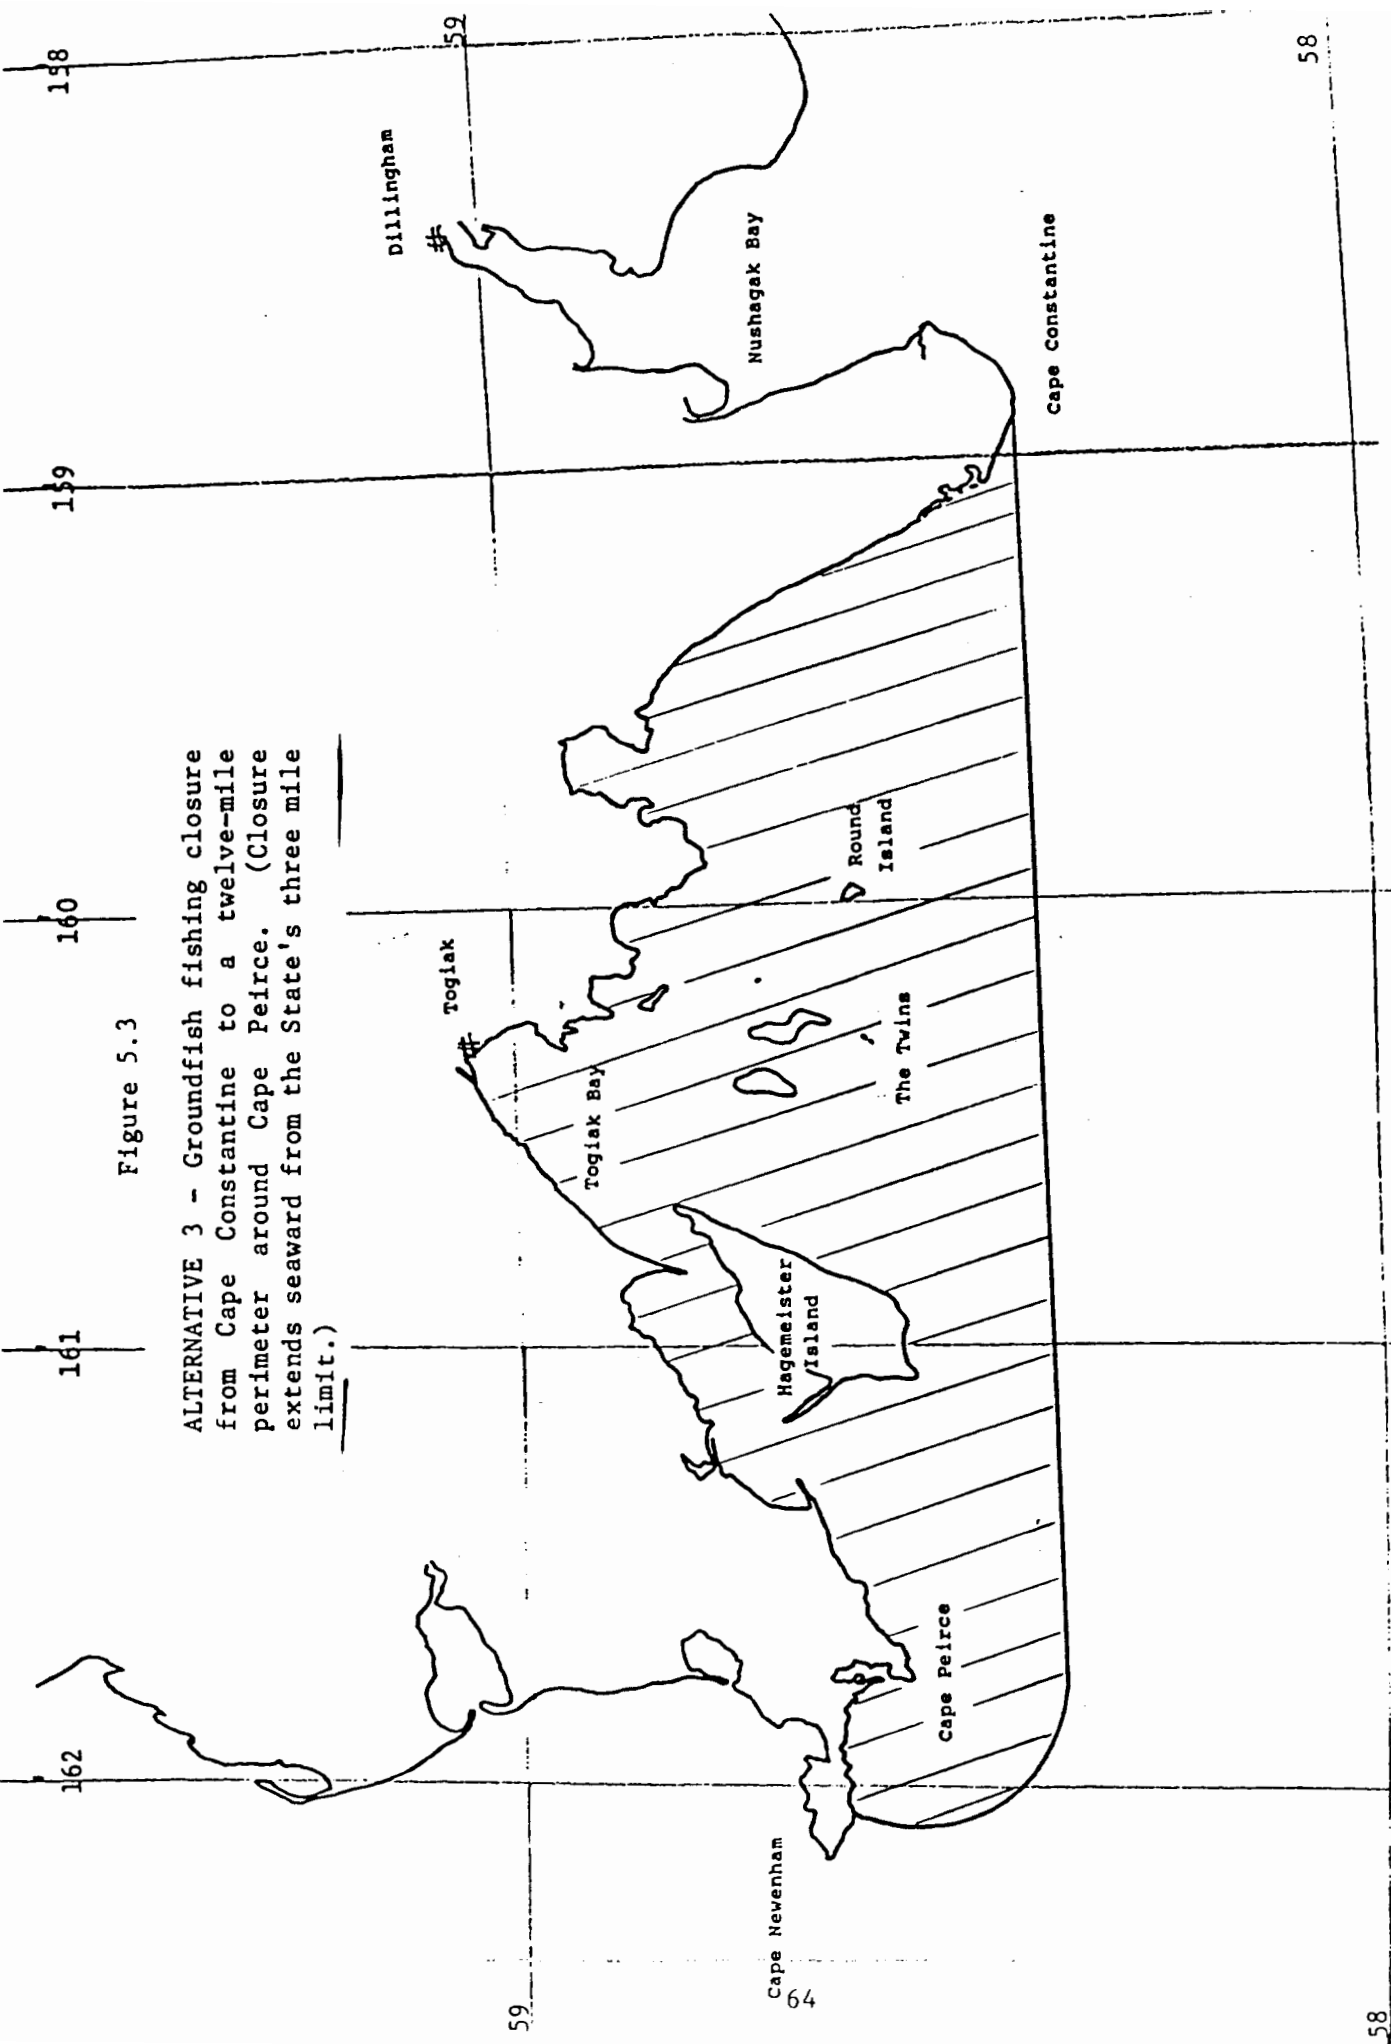 Figure 5.3
ALTERNATIVE 3 - Groundfish fishing closure
from Cape Constantine to a twelve-mile
perimeter around Cape Peirce. (Closure
extends seaward from the State's three mile
limit.)
162
161
160
159
158
59
59
58
58
Dillingham
Togiak
Nushagak Bay
Togiak Bay
Cape Constantine
Round
Island
The Twins
Hagemeister
Island
Cape Peirce
Cape Newenham
64